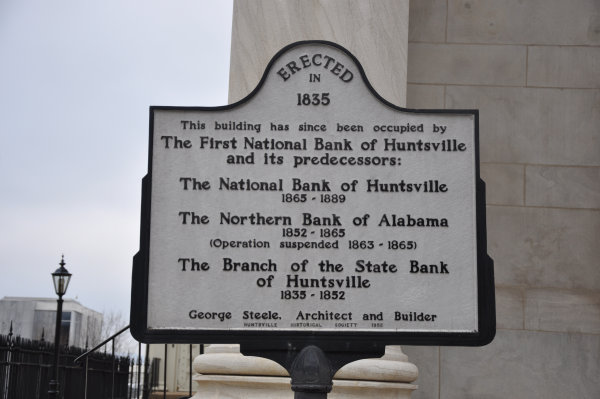 ERECTED
IN
1835
This building has since been occupied by
The First National Bank of Huntsville
and its predecessors:
The National Bank of Huntsville
1865 - 1889
The Northern Bank of Alabama
1852 - 1865
(Operation suspended 1863 - 1865)
The Branch of the State Bank
of Huntsville
1835 - 1852
George Steele, Architect and Builder
HUNTSVILLE HISTORICAL SOCIETY